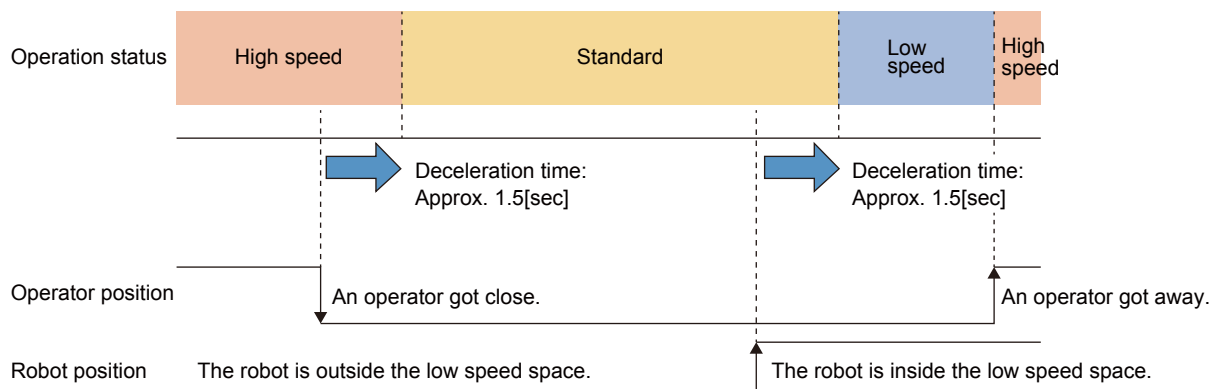 Operation status
High speed
Standard
Low
speed
High
speed
Deceleration time:
Approx. 1.5[sec]
Deceleration time:
Approx. 1.5[sec]
Operator position
An operator got close.
An operator got away.
Robot position
The robot is outside the low speed space.
The robot is inside the low speed space.